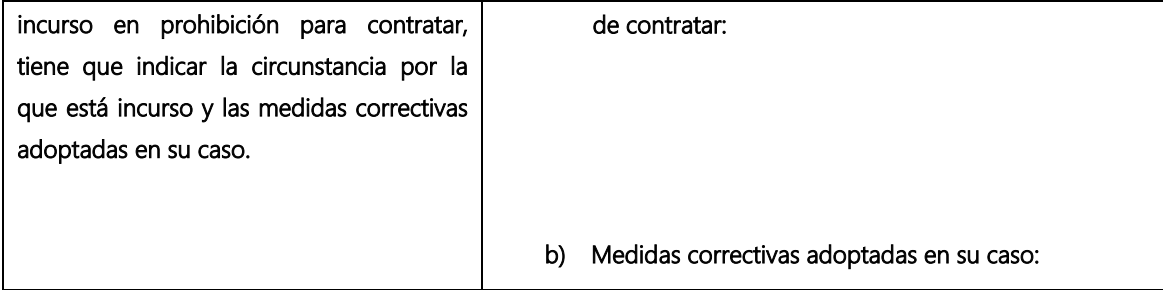 incurso en prohibición para contratar,
tiene que indicar la circunstancia por la
que está incurso y las medidas correctivas
adoptadas en su caso.
de contratar:
b) Medidas correctivas adoptadas en su caso: